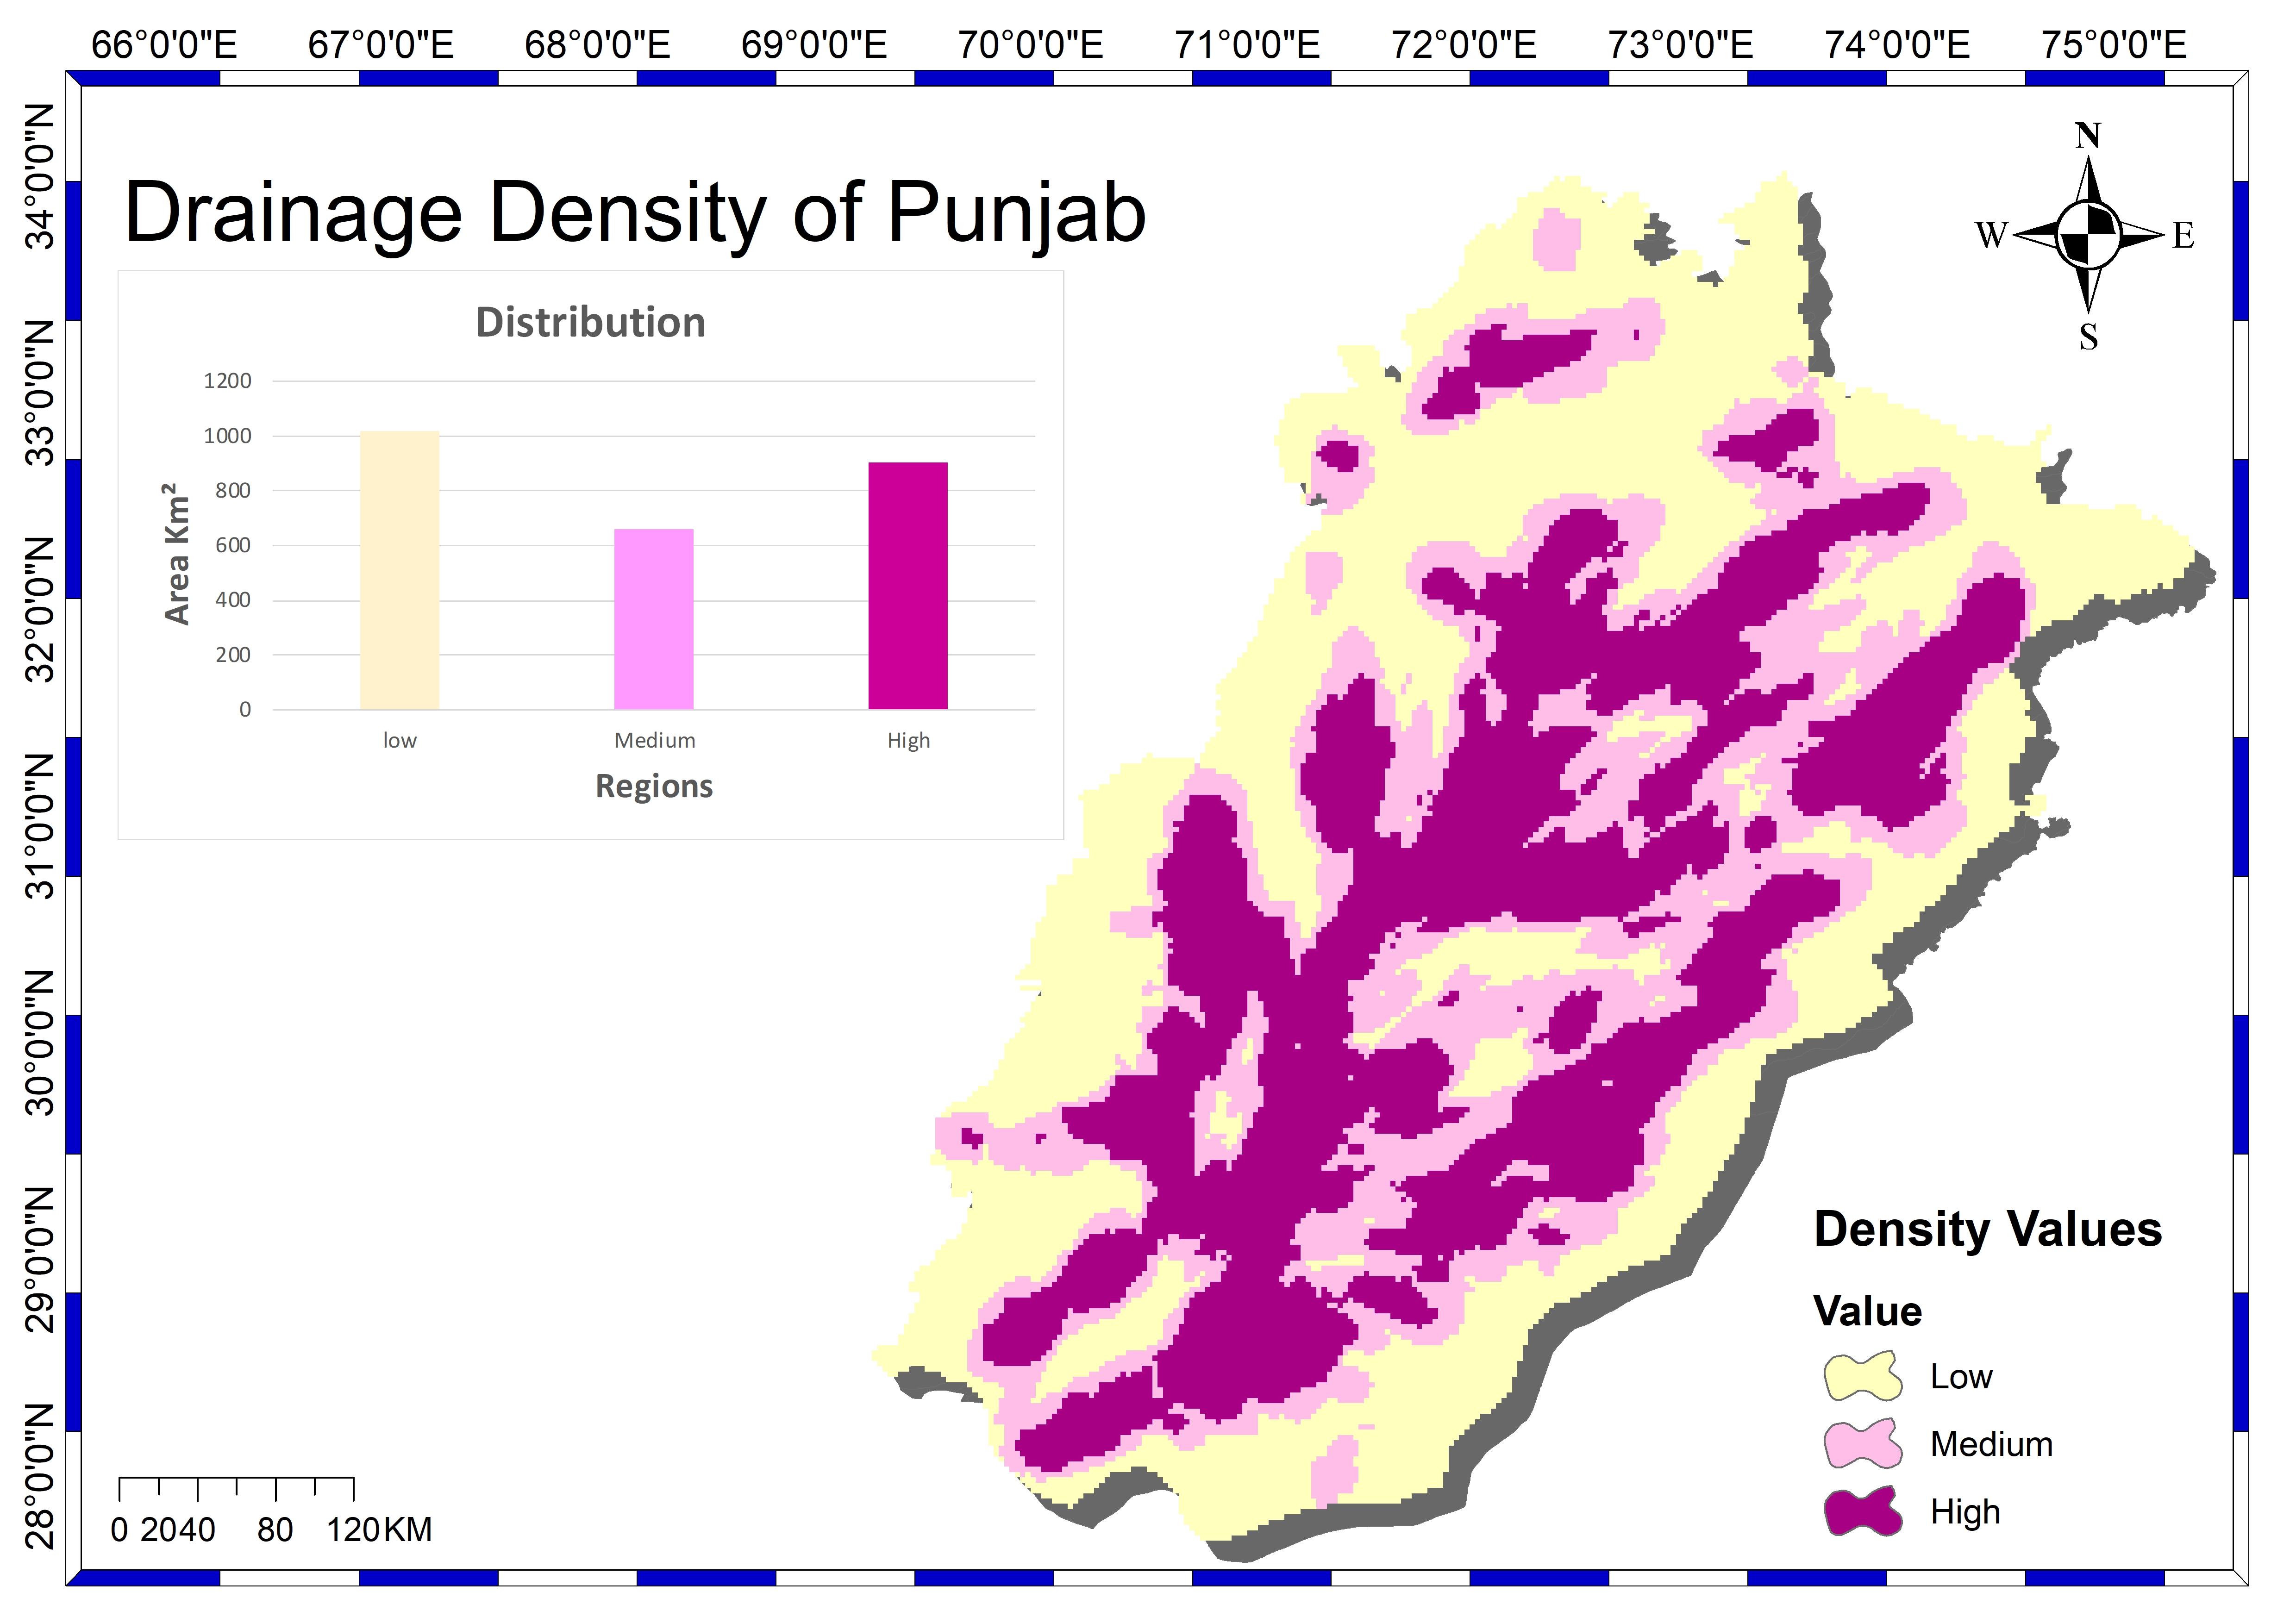 66°0'0"E 67°0'0"E 68°0'0"E 69°0'0"E 70°0'0"E 71°0'0"E 72°0'0"E 73°0'0"E 74°0'0"E 75°0'0"E
34°0'0"N
33°0'0"N
32°0'0"N
31°0'0"N
30°0'0"N
29°0'0"N
28°0'0"N
N
W E
S
Drainage Density of Punjab
Distribution
Area Km²
1200
1000
800
600
400
200
0
low Medium High
Regions
Density Values
Value
Low
Medium
High
0 20 40 80 120 KM